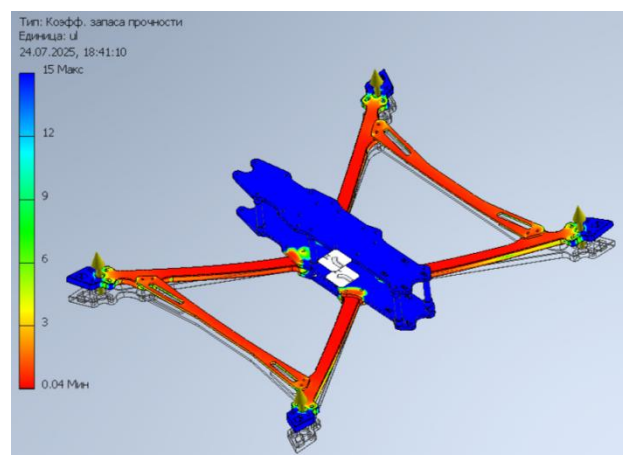 Тип: Коэфф. запаса прочности
Единица: ul
24.07.2025, 18:41:10
15 Макс
12
9
6
3
0.04 Мин